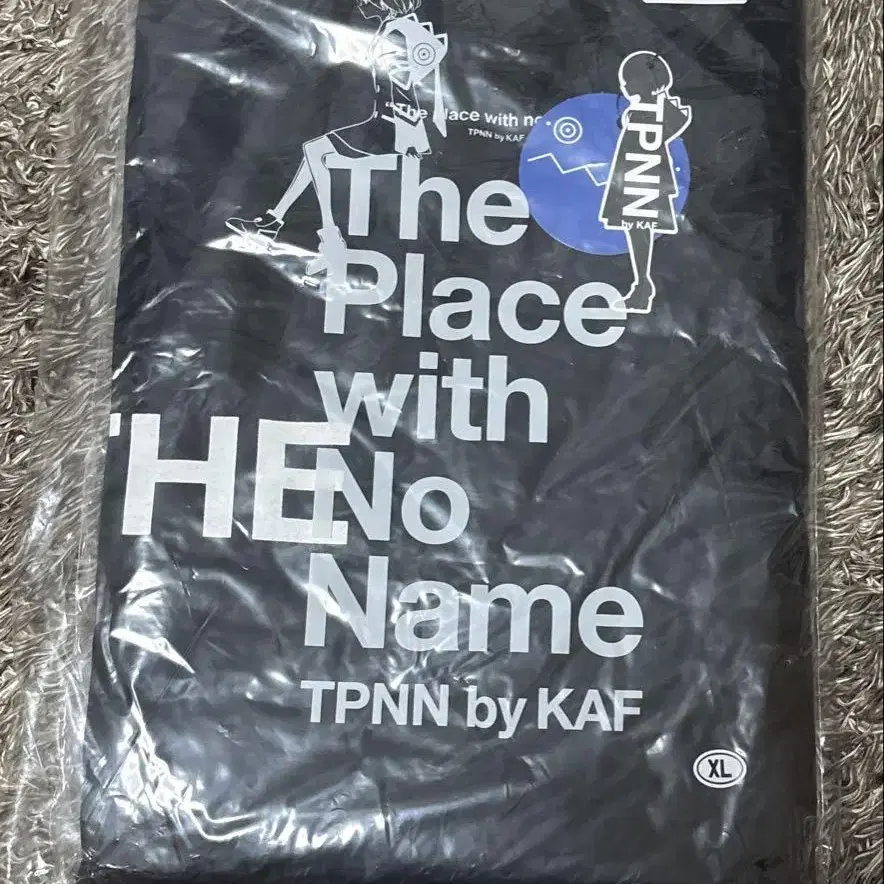 "The place with no
TPNN by KAF
TPNN
by KAF
The
Place
with
No
Name
THE
TPNN by KAF
XL